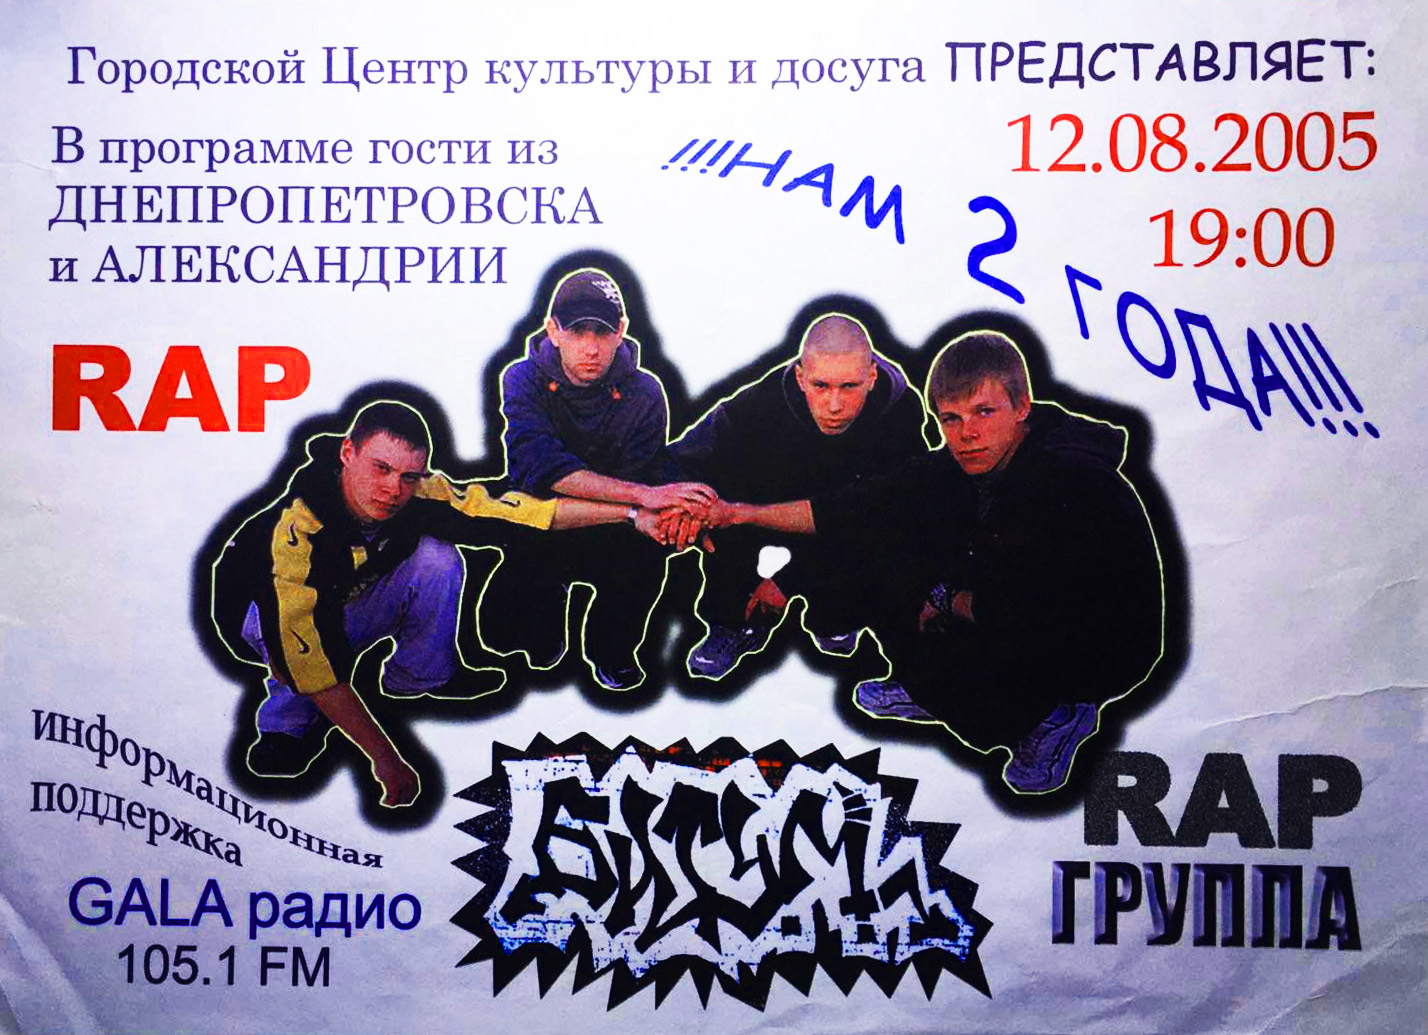 Городской Центр культуры и досуга ПРЕДСТАВЛЯЕТ:
12.08.2005
19:00
В программе гости из
ДНЕПРОПЕТРОВСКА
и АЛЕКСАНДРИИ
!!!НАМ 2 ГОДА!!!!
RAP
информационная
поддержка
GALA радио
105.1 FM
БИТУМ
RAP
ГРУППА